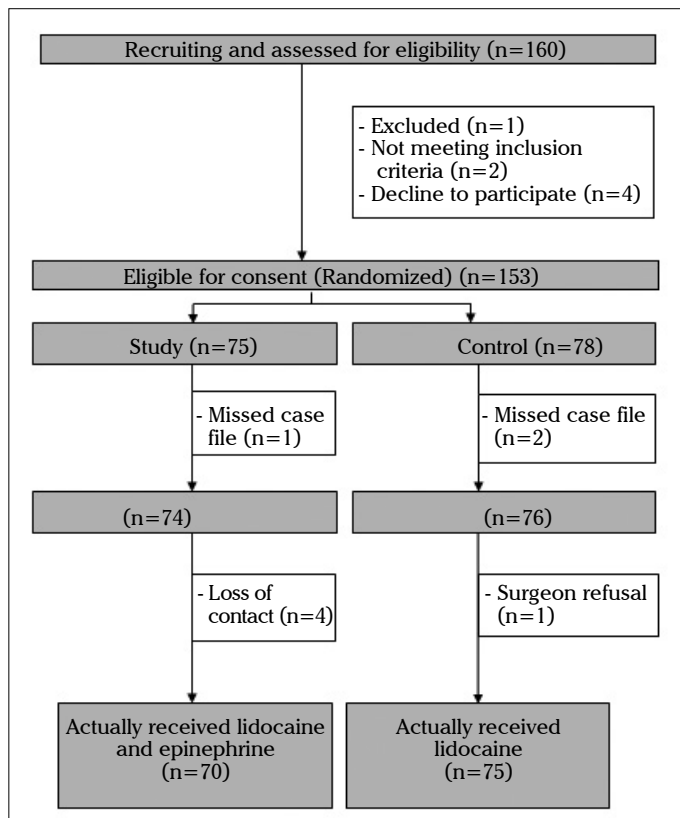 Recruiting and assessed for eligibility (n=160)
- Excluded (n=1)
- Not meeting inclusion
criteria (n=2)
- Decline to participate (n=4)
Eligible for consent (Randomized) (n=153)
Study (n=75)
Control (n=78)
- Missed case
file (n=1)
- Missed case file
(n=2)
(n=74)
(n=76)
- Loss of
contact (n=4)
- Surgeon refusal
(n=1)
Actually received lidocaine
and epinephrine
(n=70)
Actually received
lidocaine
(n=75)